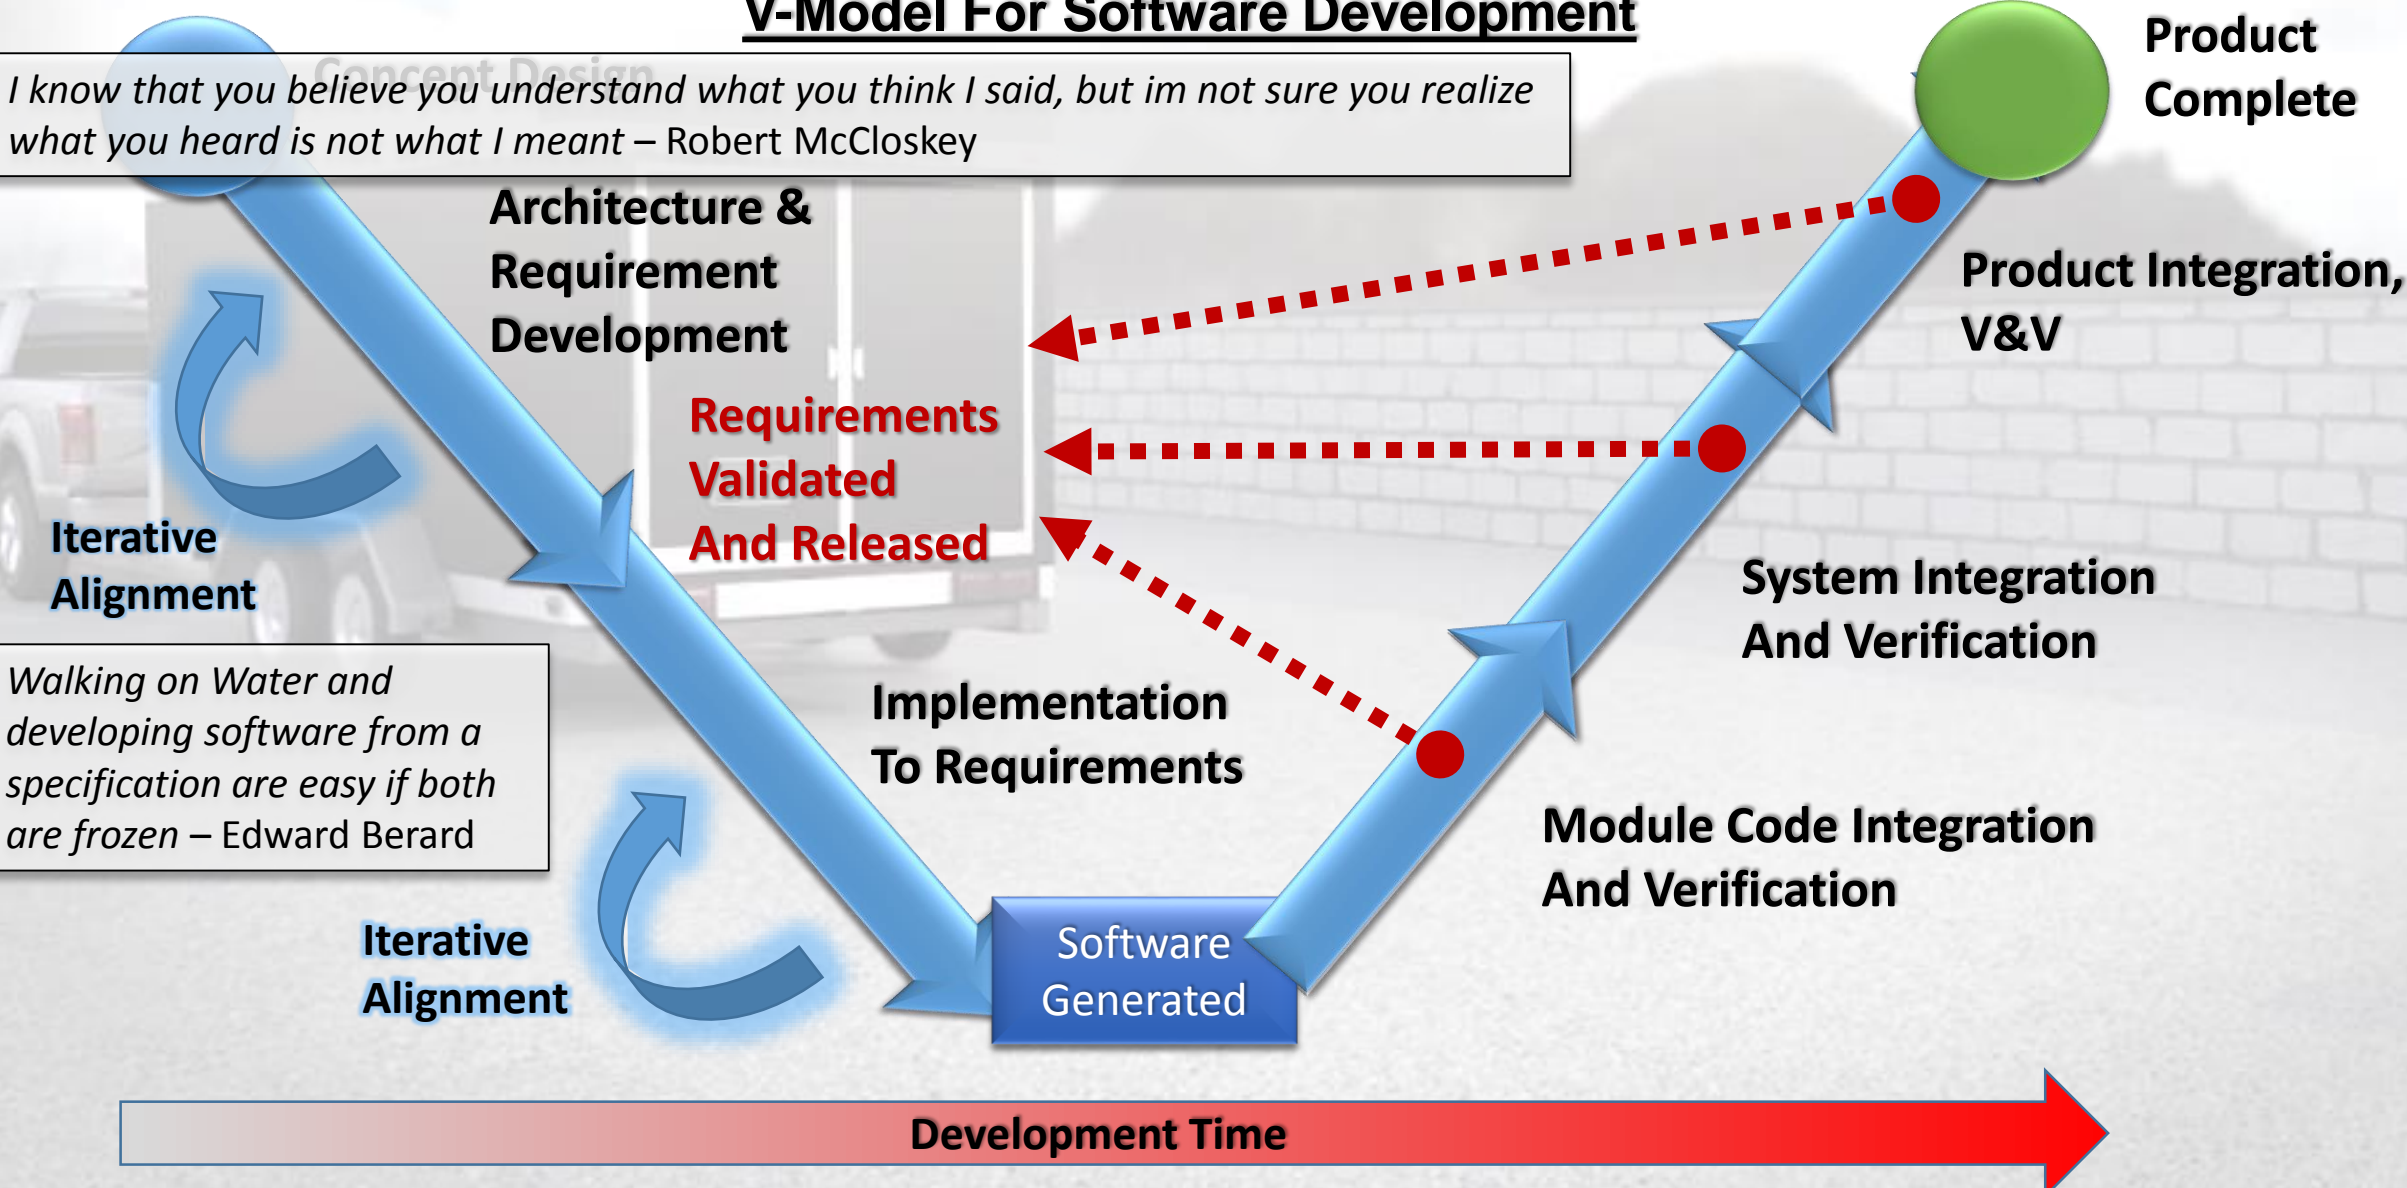 V-Model For Software Development
Concept Design
I know that you believe you understand what you think I said, but im not sure you realize
what you heard is not what I meant – Robert McCloskey
Product
Complete
Architecture &
Requirement
Development
Product Integration,
V&V
Requirements
Validated
And Released
Iterative
Alignment
System Integration
And Verification
Walking on Water and
developing software from a
specification are easy if both
are frozen – Edward Berard
Implementation
To Requirements
Module Code Integration
And Verification
Iterative
Alignment
Software
Generated
Development Time